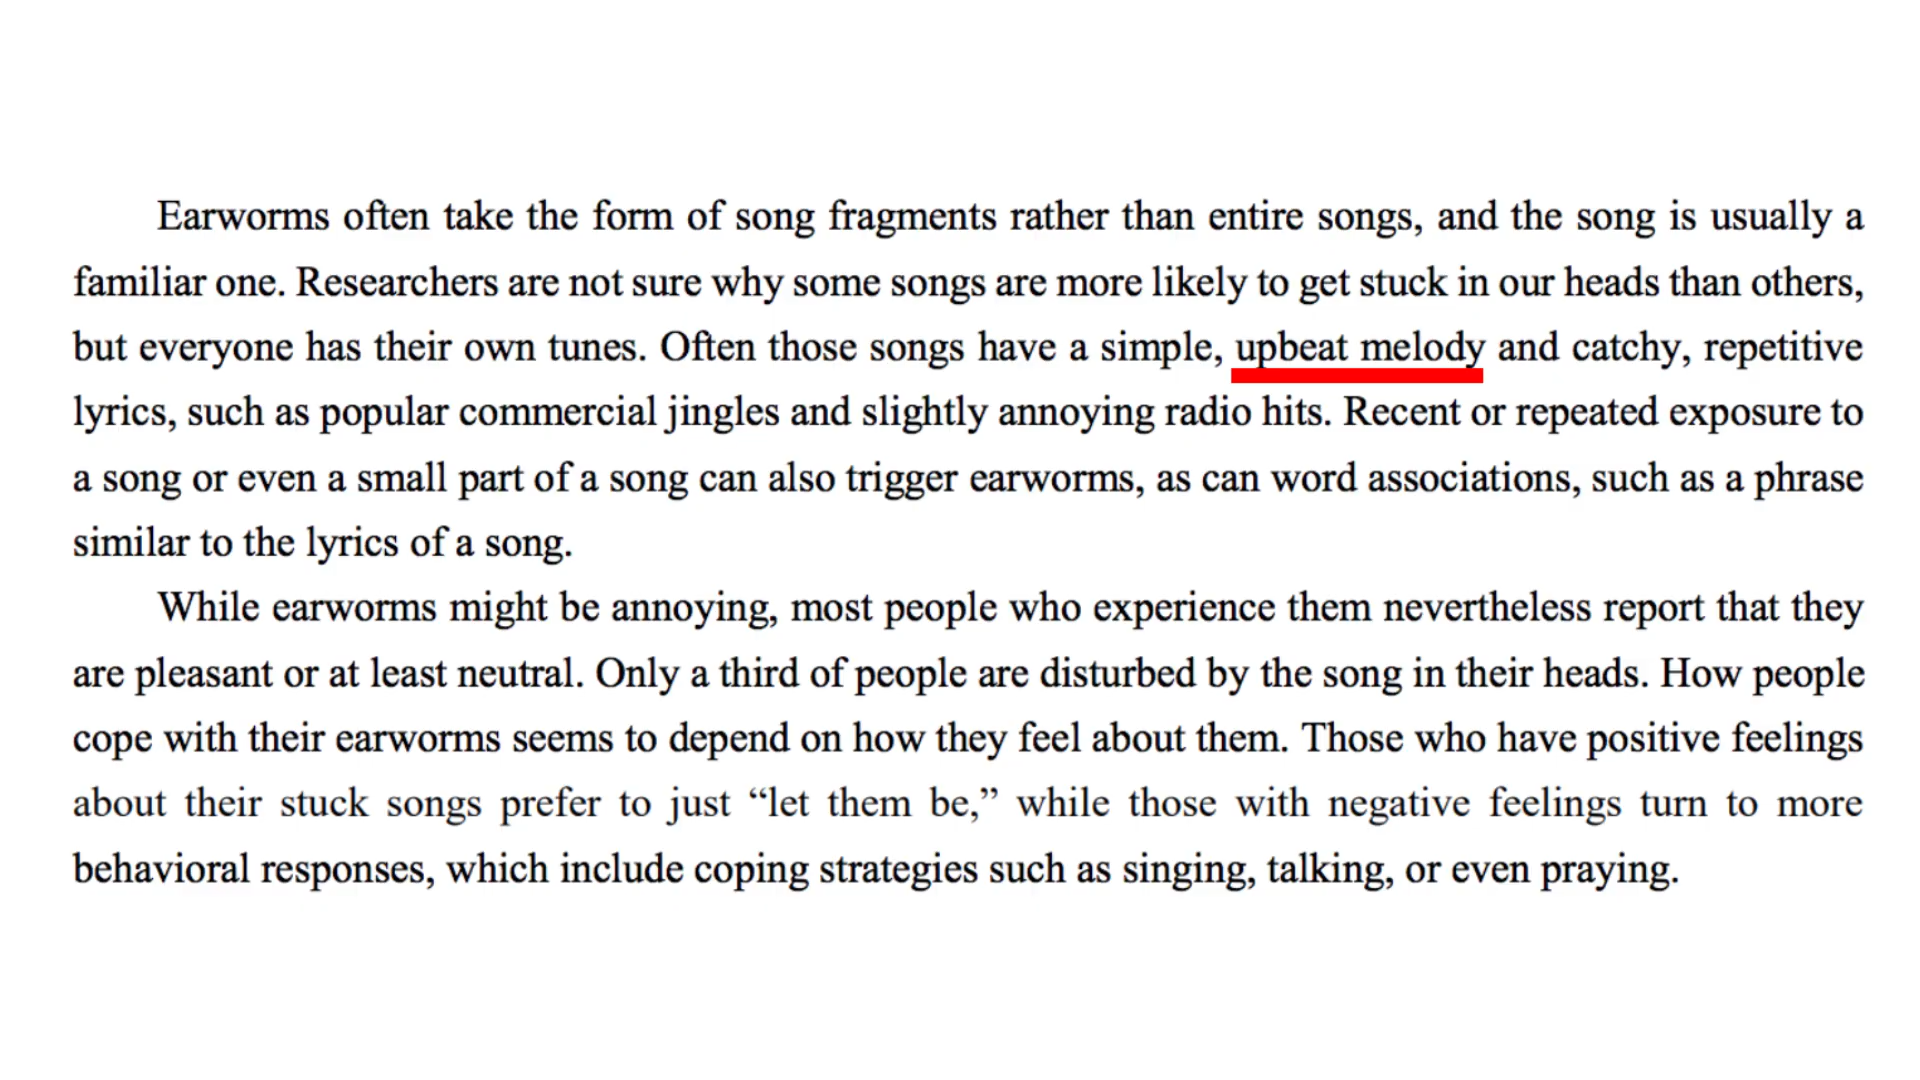 Earworms often take the form of song fragments rather than entire songs, and the song is usually a
familiar one. Researchers are not sure why some songs are more likely to get stuck in our heads than others,
but everyone has their own tunes. Often those songs have a simple, upbeat melody and catchy, repetitive
lyrics, such as popular commercial jingles and slightly annoying radio hits. Recent or repeated exposure to
a song or even a small part of a song can also trigger earworms, as can word associations, such as a phrase
similar to the lyrics of a song.
While earworms might be annoying, most people who experience them nevertheless report that they
are pleasant or at least neutral. Only a third of people are disturbed by the song in their heads. How people
cope with their earworms seems to depend on how they feel about them. Those who have positive feelings
about their stuck songs prefer to just “let them be,” while those with negative feelings turn to more
behavioral responses, which include coping strategies such as singing, talking, or even praying.